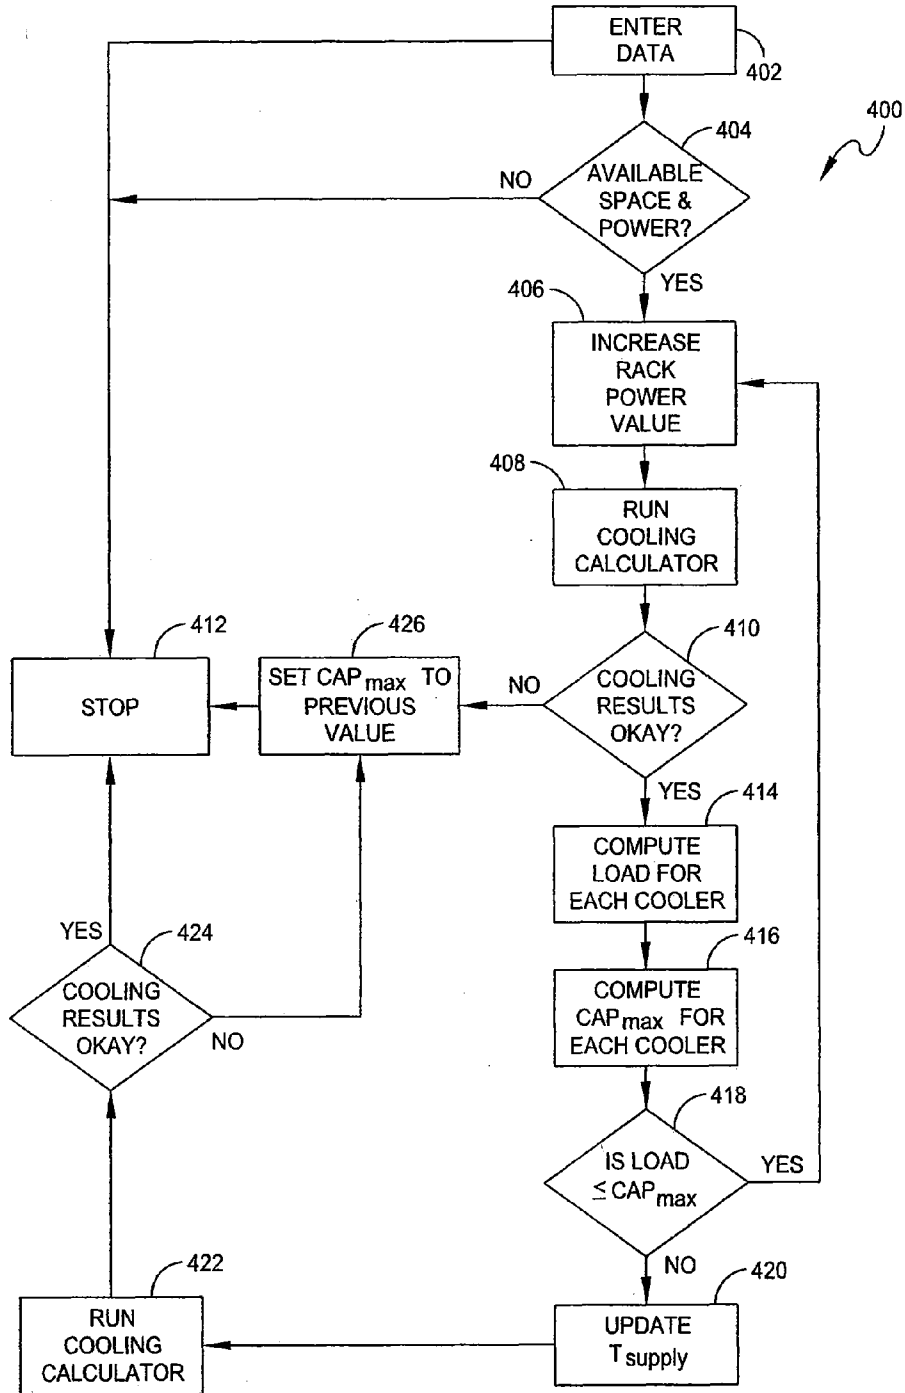 ENTER
DATA
402
400
404
AVAILABLE
SPACE &
POWER?
NO
YES
406
INCREASE
RACK
POWER
VALUE
408
RUN
COOLING
CALCULATOR
410
COOLING
RESULTS
OKAY?
NO
YES
426
SET CAPmax TO
PREVIOUS
VALUE
412
STOP
414
COMPUTE
LOAD FOR
EACH COOLER
416
COMPUTE
CAPmax FOR
EACH COOLER
418
IS LOAD
≤ CAPmax
YES
NO
420
UPDATE
Tsupply
422
RUN
COOLING
CALCULATOR
424
COOLING
RESULTS
OKAY?
YES
NO